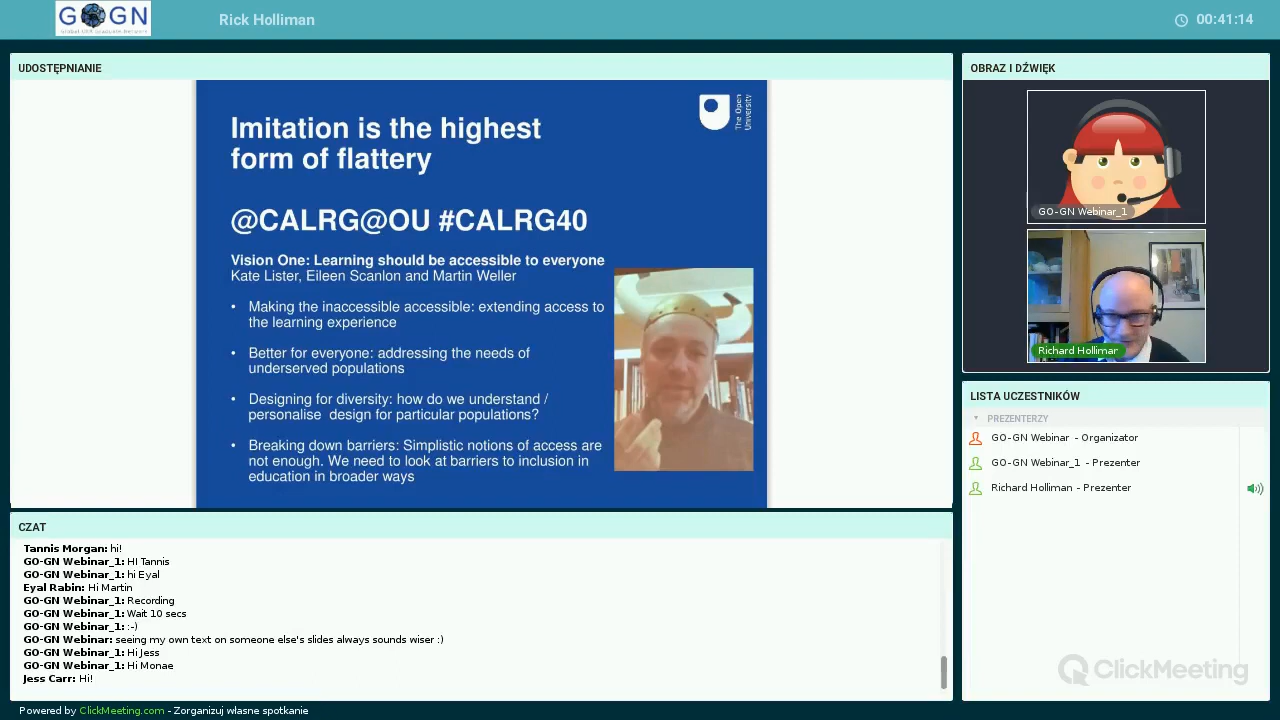 GO GN
Rick Holliman
00:41:14
UDOSTĘPNIANIE
Imitation is the highest
form of flattery
The Open
University
@CALRG@OU #CALRG40
Vision One: Learning should be accessible to everyone
Kate Lister, Eileen Scanlon and Martin Weller
• Making the inaccessible accessible: extending access to
the learning experience
• Better for everyone: addressing the needs of
underserved populations
• Designing for diversity: how do we understand /
personalise design for particular populations?
• Breaking down barriers: Simplistic notions of access are
not enough. We need to look at barriers to inclusion in
education in broader ways
OBRAZ I DŹWIĘK
GO-GN Webinar_1
Richard Holliman
LISTA UCZESTNIKÓW
PREZENTERZY
GO-GN Webinar - Organizator
GO-GN Webinar_1 - Prezenter
Richard Holliman - Prezenter
ClickMeeting
CZAT
Tannis Morgan: hi!
GO-GN Webinar_1: HI Tannis
GO-GN Webinar_1: hi Eyal
Eyal Rabin: Hi Martin
GO-GN Webinar_1: Recording
GO-GN Webinar_1: Wait 10 secs
GO-GN Webinar_1: :-)
GO-GN Webinar: seeing my own text on someone else's slides always sounds wiser :)
GO-GN Webinar_1: Hi Jess
GO-GN Webinar_1: Hi Monae
Jess Carr: Hi!
Powered by ClickMeeting.com - Zorganizuj własne spotkanie